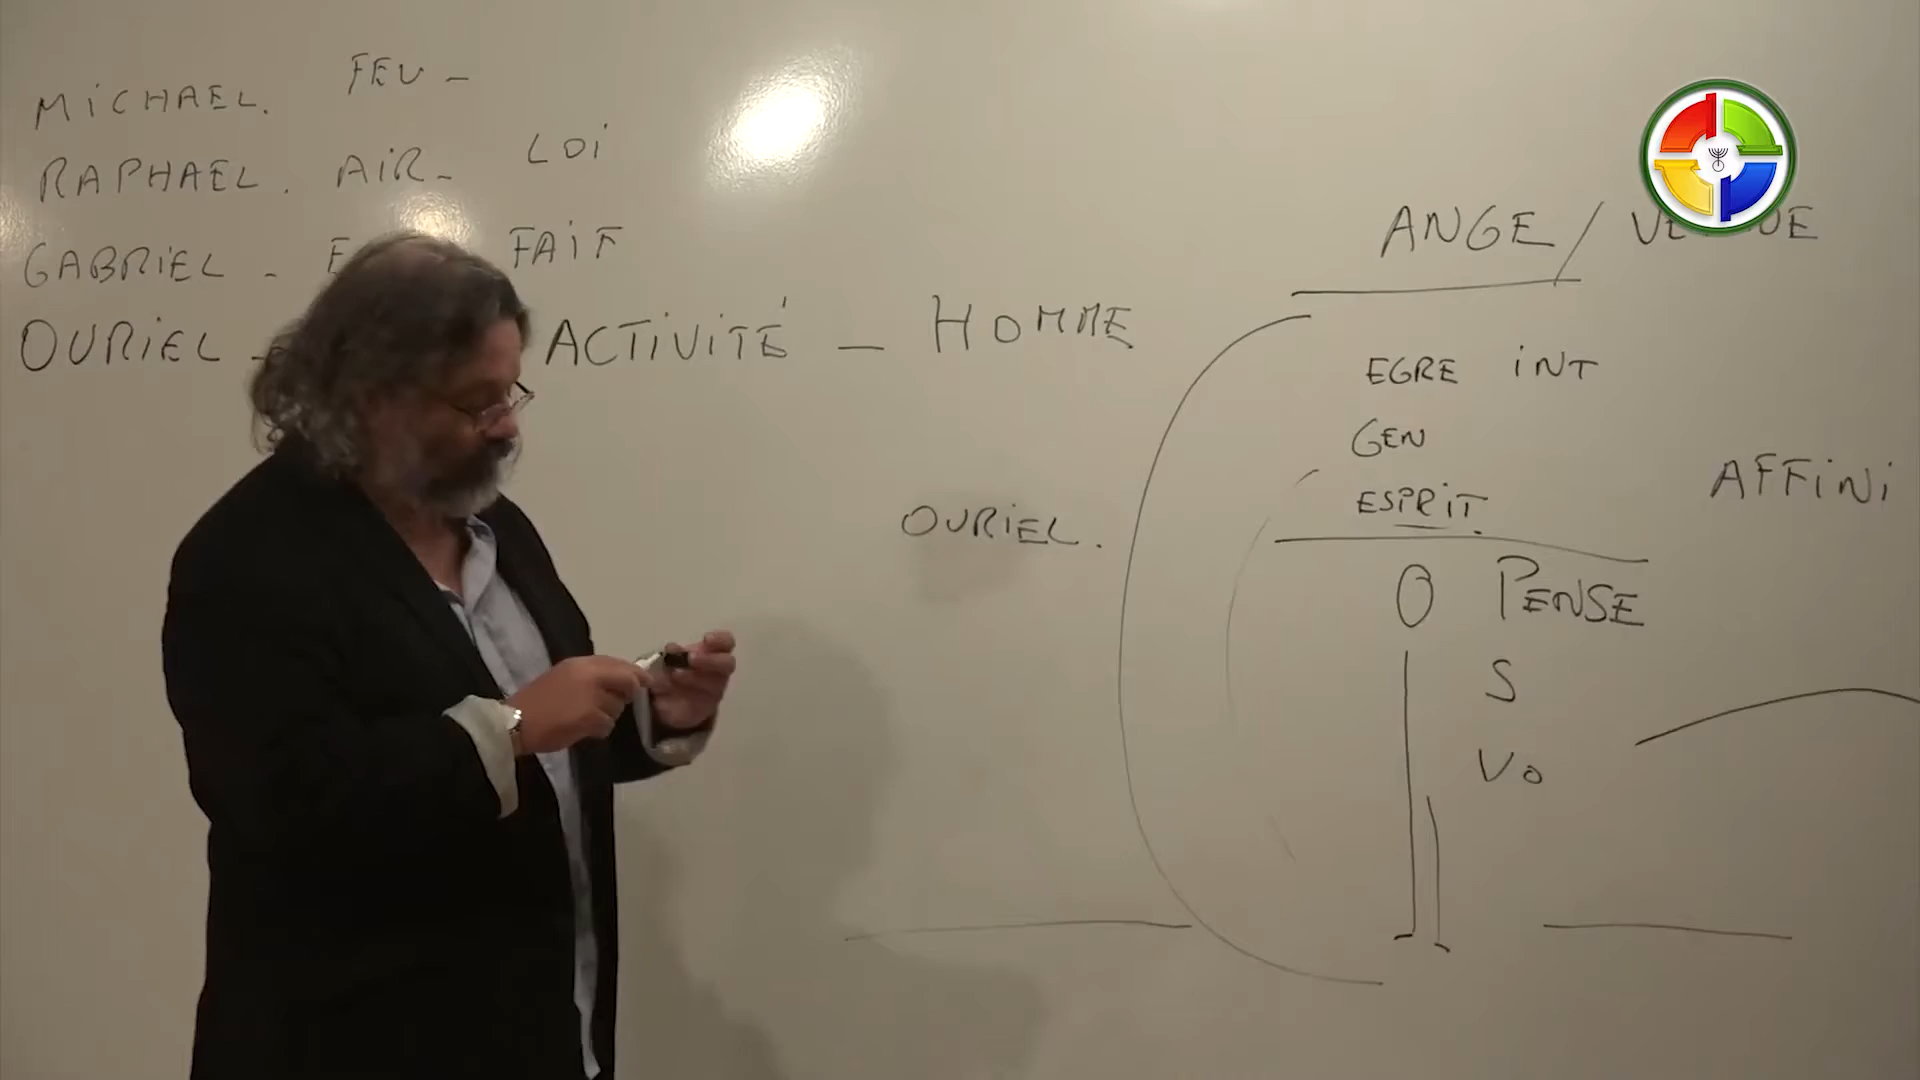 MICHAEL. FEU -
RAPHAEL. AIR - LOI
GABRIEL - FAIT
OURIEL - ACTIVITÉ - HOMME
OURIEL.
ANGE /
EGRE INT
GEN
ESPRIT.
AFFINI
O PENSE
S
VO